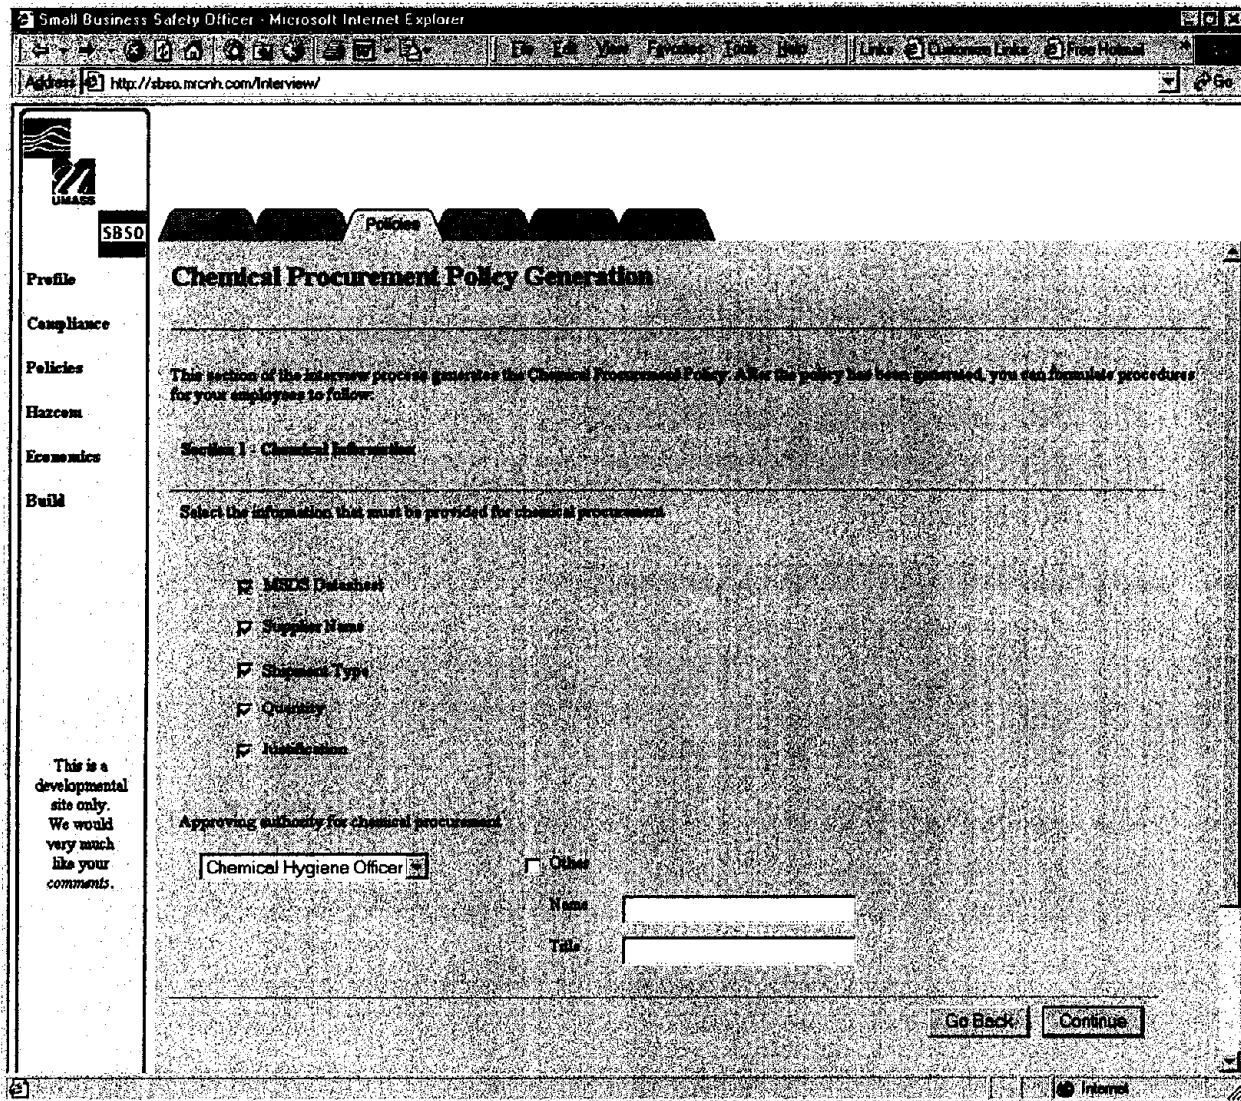 Small Business Safety Officer - Microsoft Internet Explorer
File Edit View Favorites Tools Help Links Customize Links Free Hotmail
Address http://sbso.mrcnh.com/Interview/ Go
UMASS
SBSO
Policies
Profile
Compliance
Policies
Hazcom
Economics
Build
This is a
developmental
site only.
We would
very much
like your
comments.
Chemical Procurement Policy Generation
This section of the interview process generates the Chemical Procurement Policy. After the policy has been generated, you can formulate procedures
for your employees to follow.
Section 1 - Chemical Information
Select the information that must be provided for chemical procurement
MSDS Datasheet
Supplier Name
Shipment Type
Quantity
Justification
Approving authority for chemical procurement
Chemical Hygiene Officer
Other
Name
Title
Go Back Continue
Internet